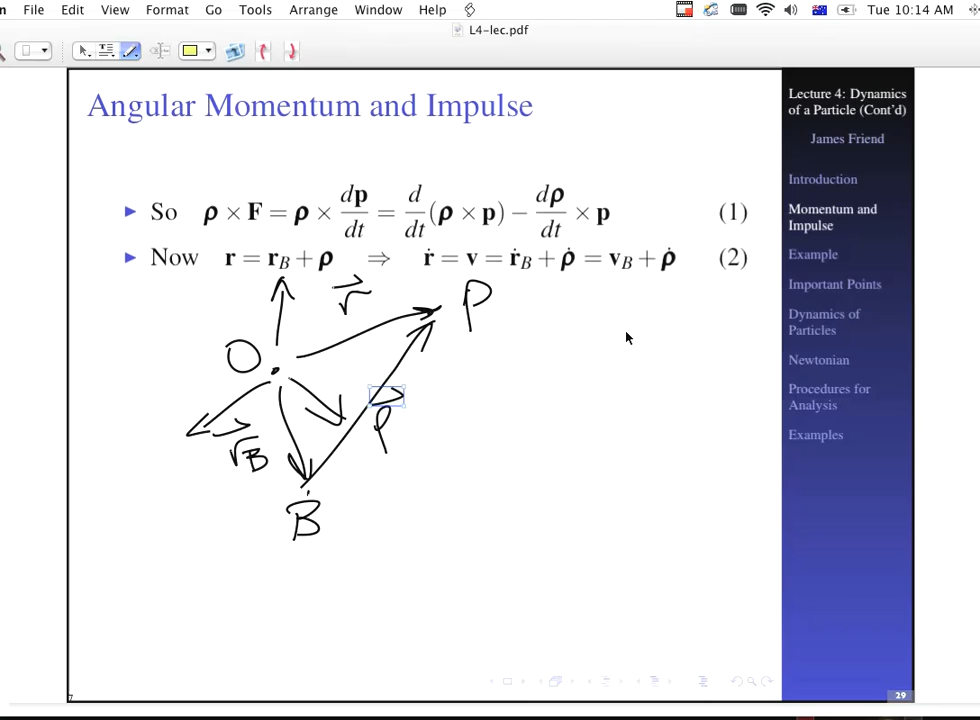 n File Edit View Format Go Tools Arrange Window Help Tue 10:14 AM
L4-lec.pdf
Angular Momentum and Impulse
▶ So 𝛒 × F = 𝛒 × dp/dt = d/dt (𝛒 × p) − d𝛒/dt × p (1)
▶ Now r = r_B + 𝛒 ⇒ ṙ = v = ṙ_B + 𝛒̇ = v_B + 𝛒̇ (2)
r⃗
P
O
ρ⃗
r⃗_B
B
7
Lecture 4: Dynamics
of a Particle (Cont'd)
James Friend
Introduction
Momentum and
Impulse
Example
Important Points
Dynamics of
Particles
Newtonian
Procedures for
Analysis
Examples
29